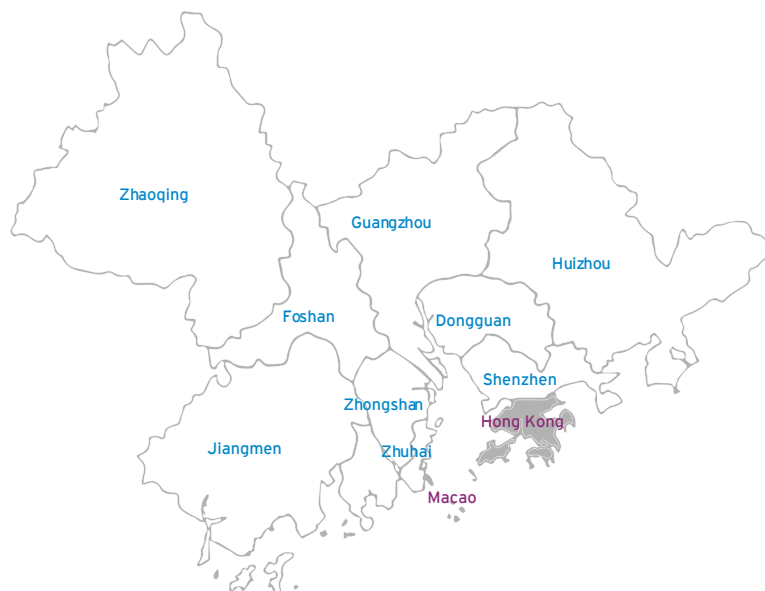 Zhaoqing
Guangzhou
Huizhou
Foshan
Dongguan
Shenzhen
Zhongshan
Hong Kong
Jiangmen
Zhuhai
Macao